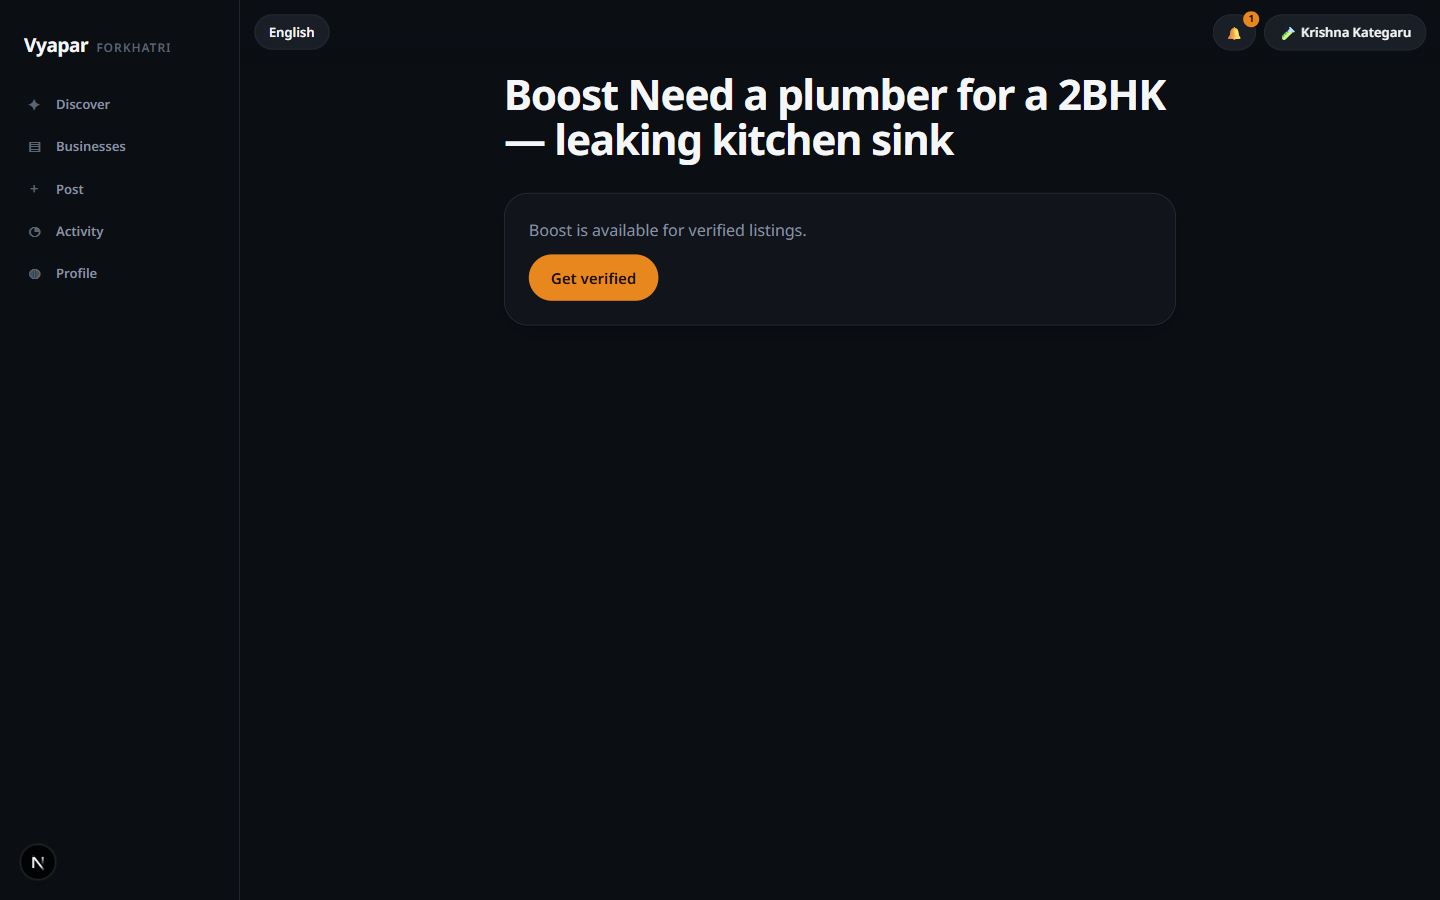 Vyapar FORKHATRI
Discover
Businesses
Post
Activity
Profile
English
1
Krishna Kategaru
Boost Need a plumber for a 2BHK
— leaking kitchen sink
Boost is available for verified listings.
Get verified
N